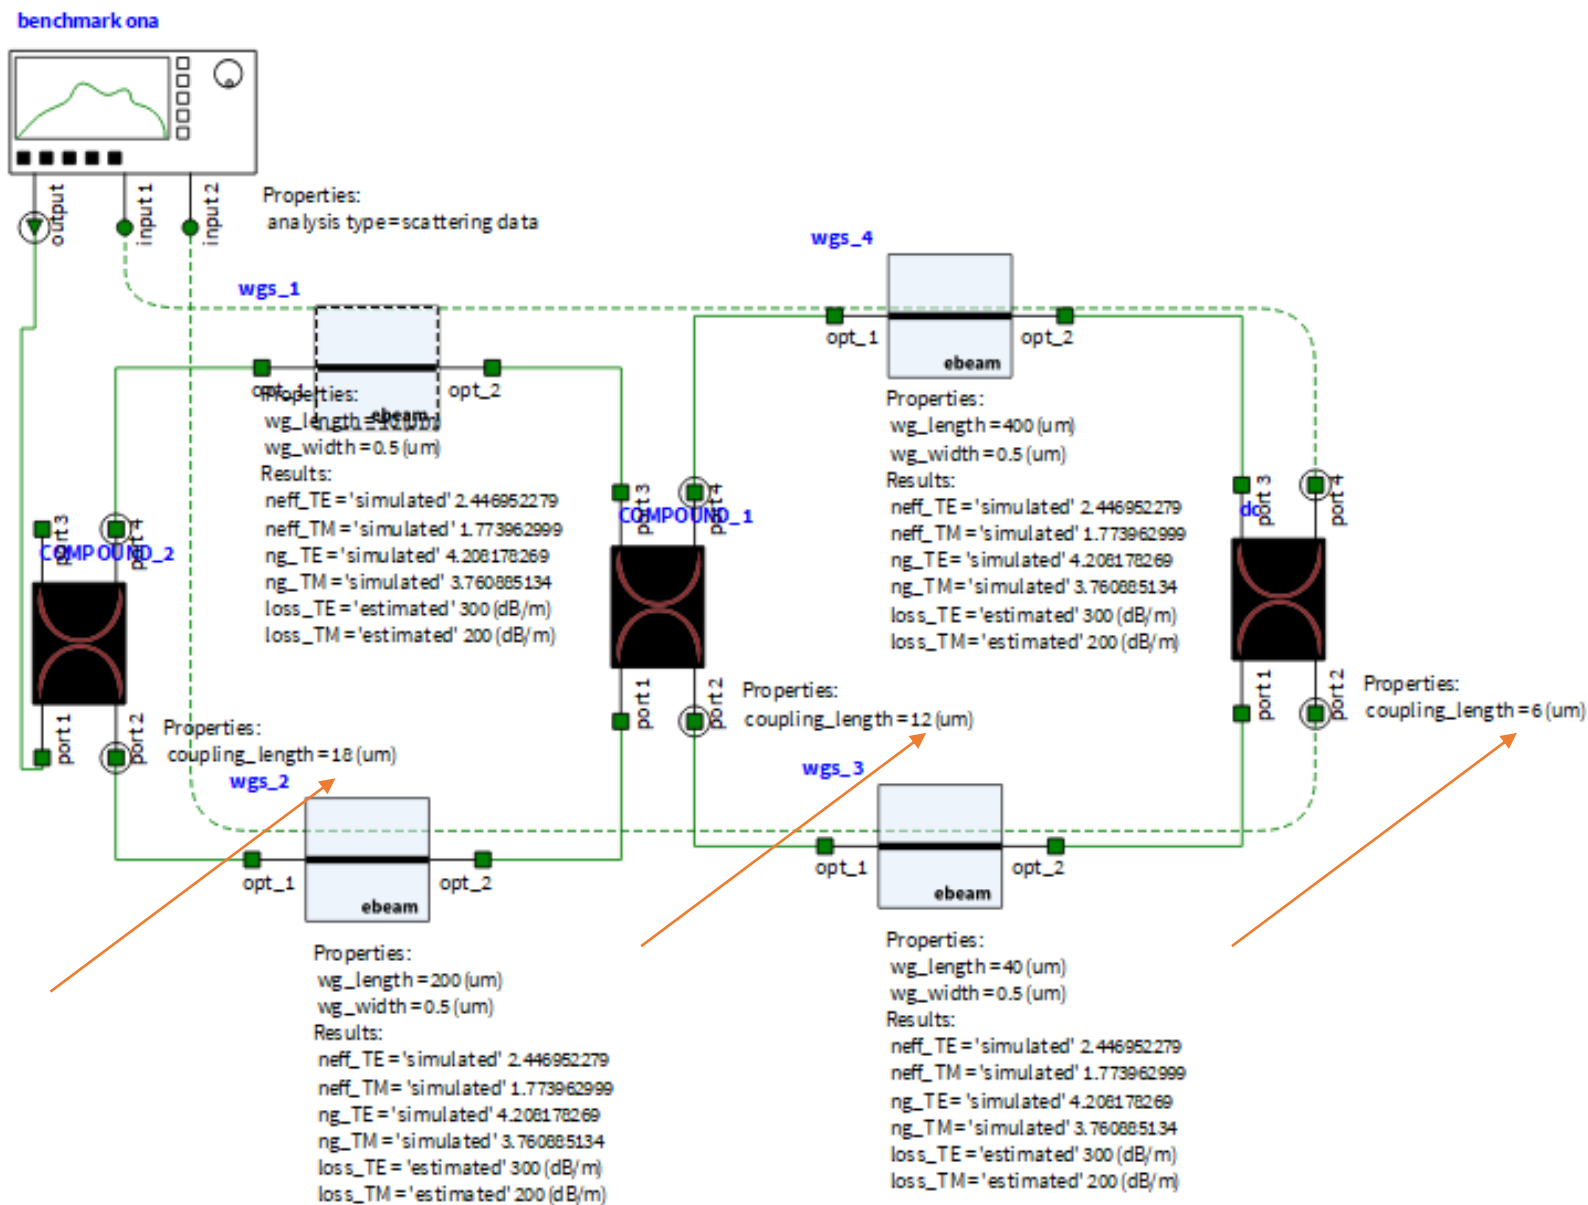 benchmark ona
output
input 1
input 2
Properties:
analysis type=scattering data
wgs_1
opt_2
ebeam
Properties:
wg_length =
wg_width =0.5 (um)
Results:
neff_TE ='simulated' 2.446952279
neff_TM ='simulated' 1.773962999
ng_TE ='simulated' 4.208178269
ng_TM ='simulated' 3.760885134
loss_TE ='estimated' 300 (dB/m)
loss_TM ='estimated' 200 (dB/m)
wgs_4
opt_1
opt_2
ebeam
Properties:
wg_length =400 (um)
wg_width =0.5 (um)
Results:
neff_TE ='simulated' 2.446952279
neff_TM ='simulated' 1.773962999
ng_TE ='simulated' 4.208178269
ng_TM ='simulated' 3.760885134
loss_TE ='estimated' 300 (dB/m)
loss_TM ='estimated' 200 (dB/m)
port 3
port 4
COMPOUND_2
port 1
port 2
Properties:
coupling_length =18 (um)
port 3
port 4
COMPOUND_1
port 1
port 2
Properties:
coupling_length =12 (um)
port 3
port 4
dc
port 1
port 2
Properties:
coupling_length =6 (um)
wgs_2
opt_1
opt_2
ebeam
Properties:
wg_length =200 (um)
wg_width =0.5 (um)
Results:
neff_TE ='simulated' 2.446952279
neff_TM = 'simulated' 1.773962999
ng_TE ='simulated' 4.208178269
ng_TM ='simulated' 3.760885134
loss_TE = 'estimated' 300 (dB/m)
loss_TM ='estimated' 200 (dB/m)
wgs_3
opt_1
opt_2
ebeam
Properties:
wg_length =40 (um)
wg_width =0.5 (um)
Results:
neff_TE ='simulated' 2.446952279
neff_TM ='simulated' 1.773962999
ng_TE= 'simulated' 4.208178269
ng_TM ='simulated' 3.760885134
loss_TE ='estimated' 300 (dB/m)
loss_TM ='estimated' 200 (dB/m)